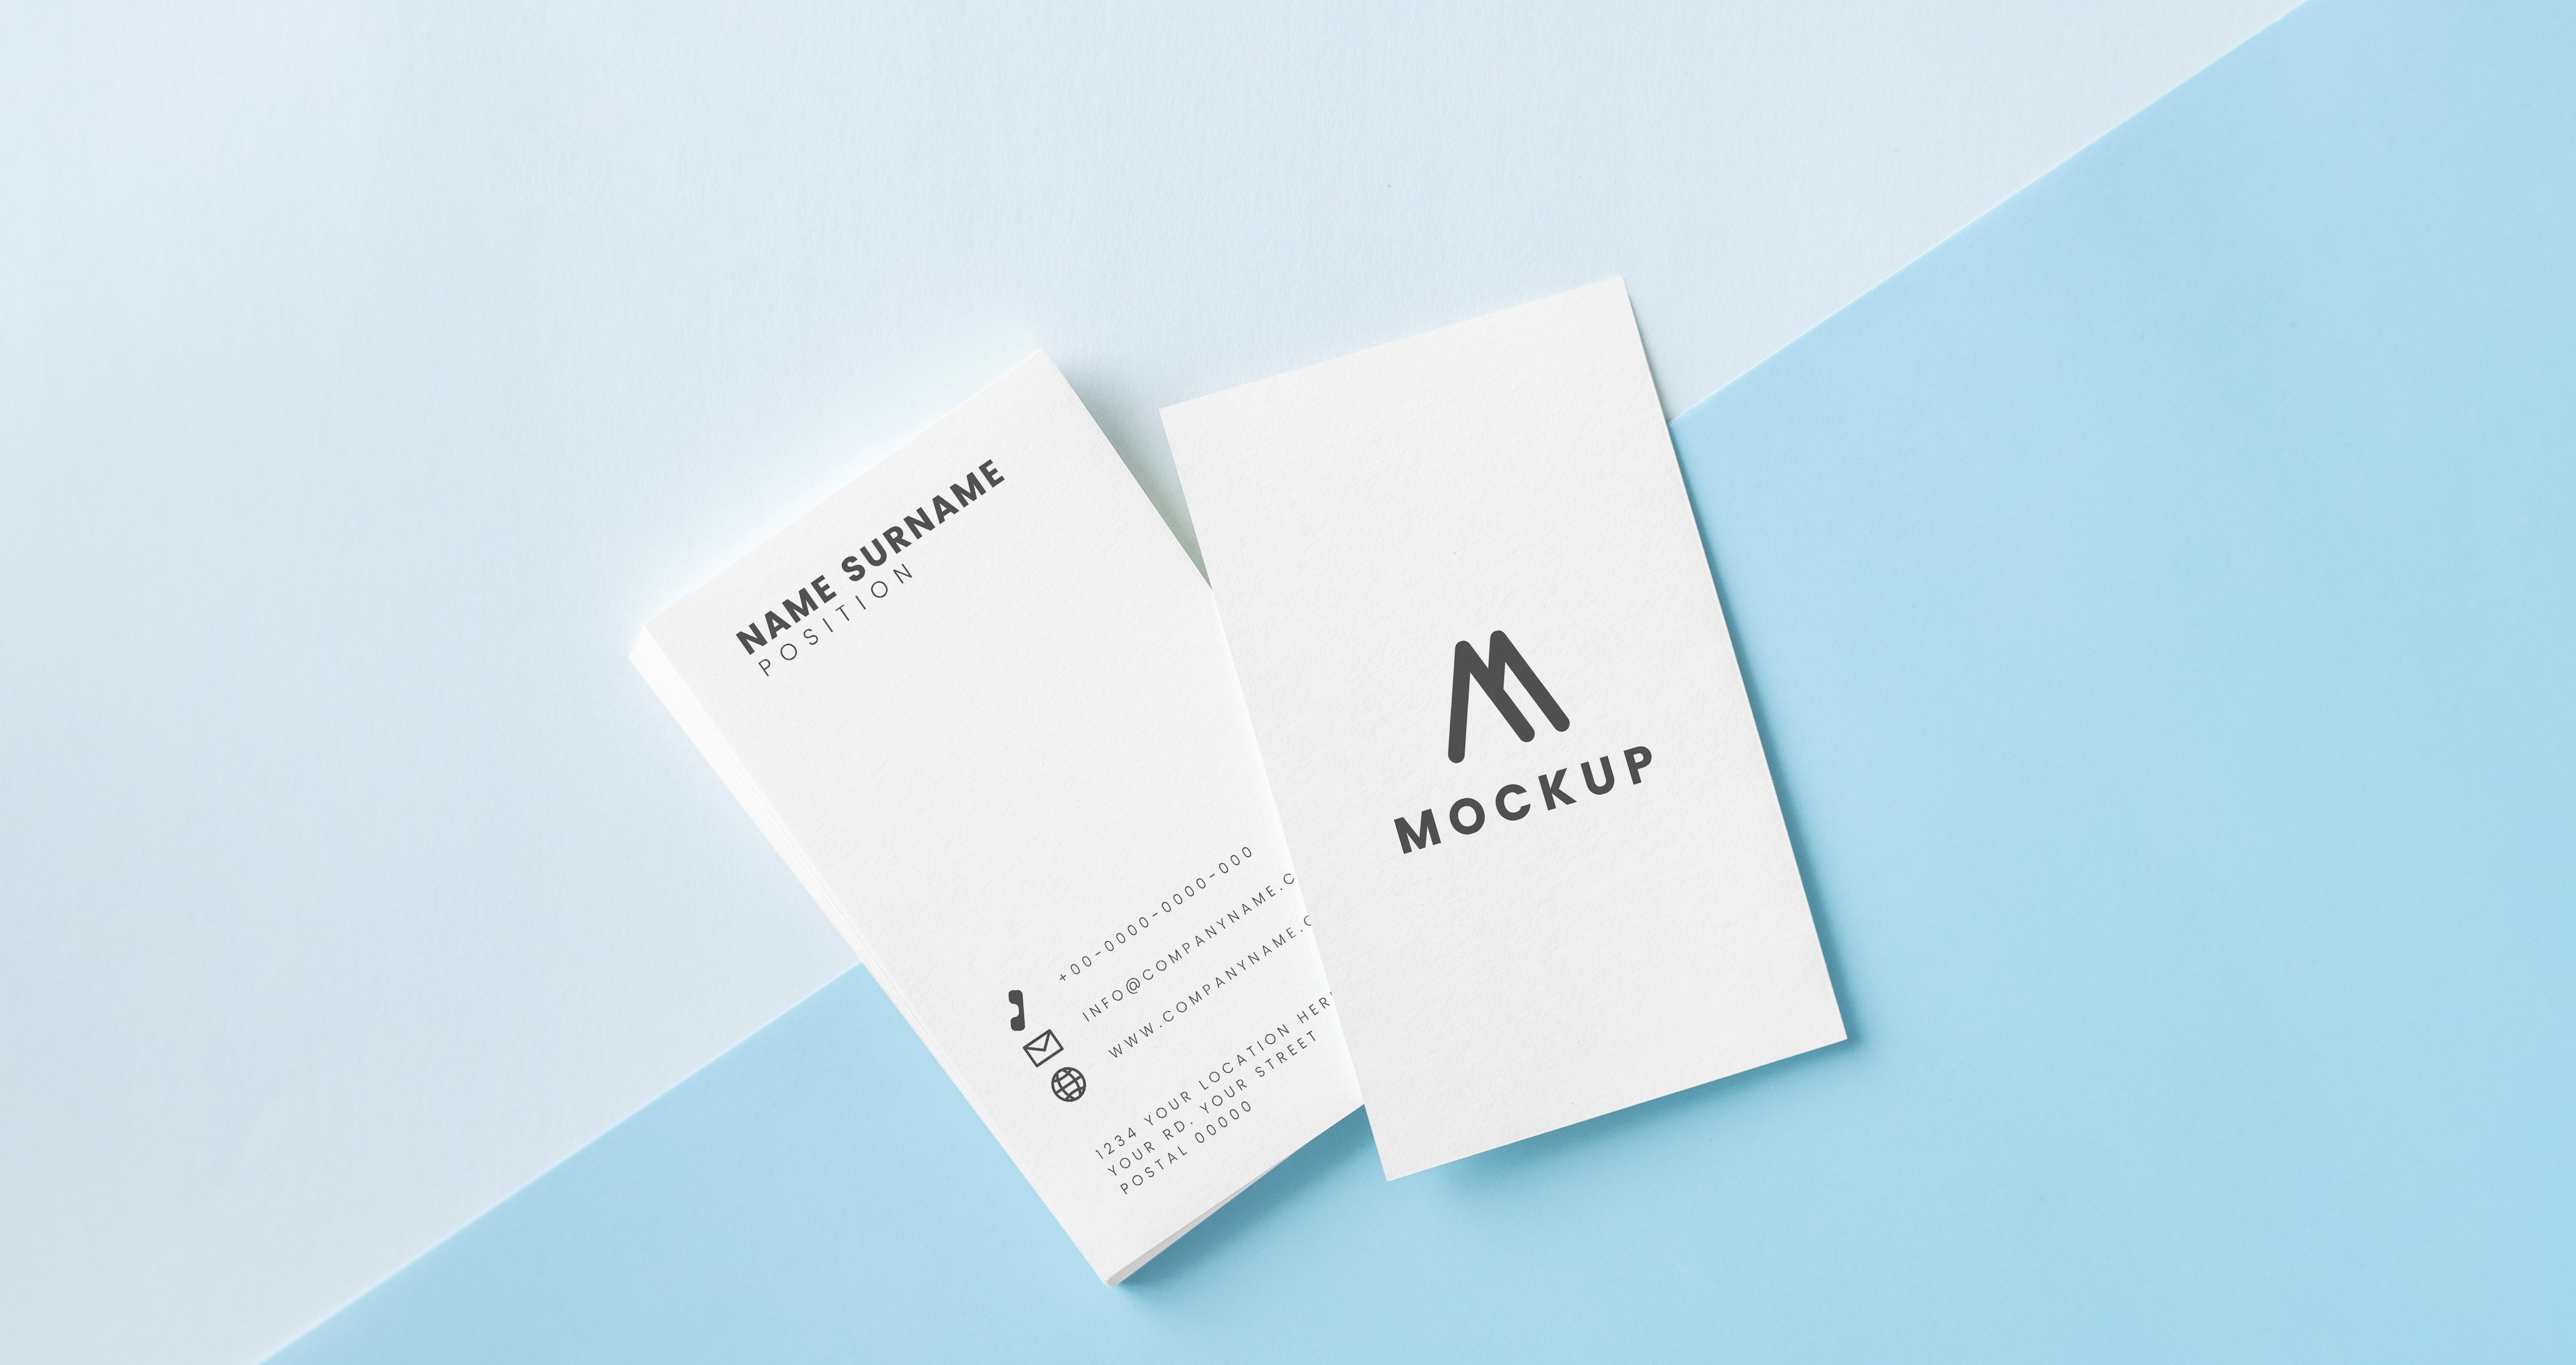 NAME SURNAME
POSITION
+00-0000-0000-000
INFO@COMPANYNAME.C
WWW.COMPANYNAME.C
1234 YOUR LOCATION HERE
YOUR RD. YOUR STREET
POSTAL 00000
MOCKUP